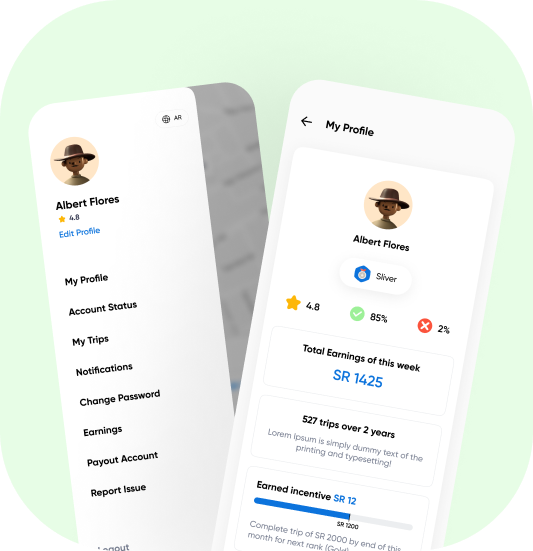 AR
Albert Flores
4.8
Edit Profile
My Profile
Account Status
My Trips
Notifications
Change Password
Earnings
Payout Account
Report Issue
Logout
My Profile
Albert Flores
Sliver
4.8
85%
2%
Total Earnings of this week
SR 1425
527 trips over 2 years
Lorem Ipsum is simply dummy text of the
printing and typesetting!
Earned incentive SR 12
SR 1200
Complete trip of SR 2000 by end of this
month for next rank (Gold)